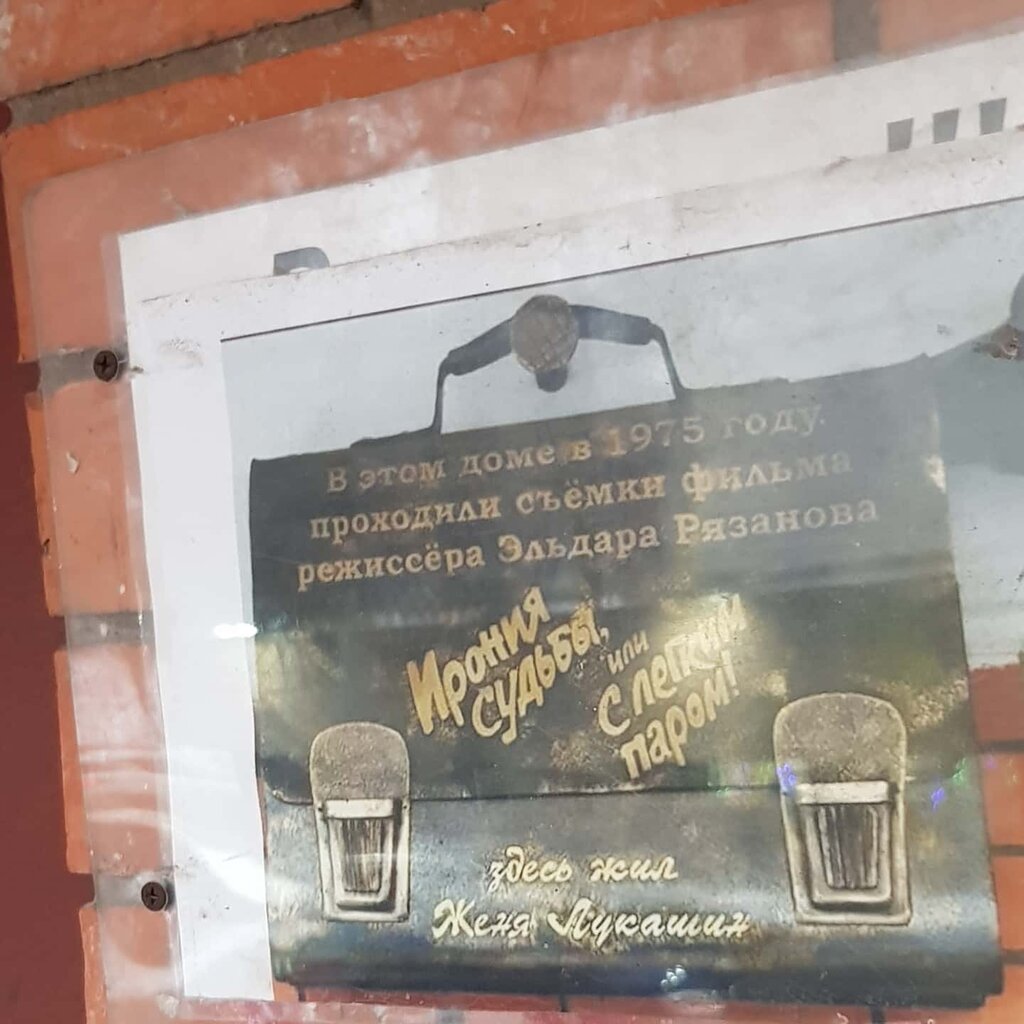 В этом доме в 1975 году.
проходили съёмки фильма
режиссёра Эльдара Рязанова
Ирония
судьбы,
или
С легким
паром!
здесь жил
Женя Лукашин